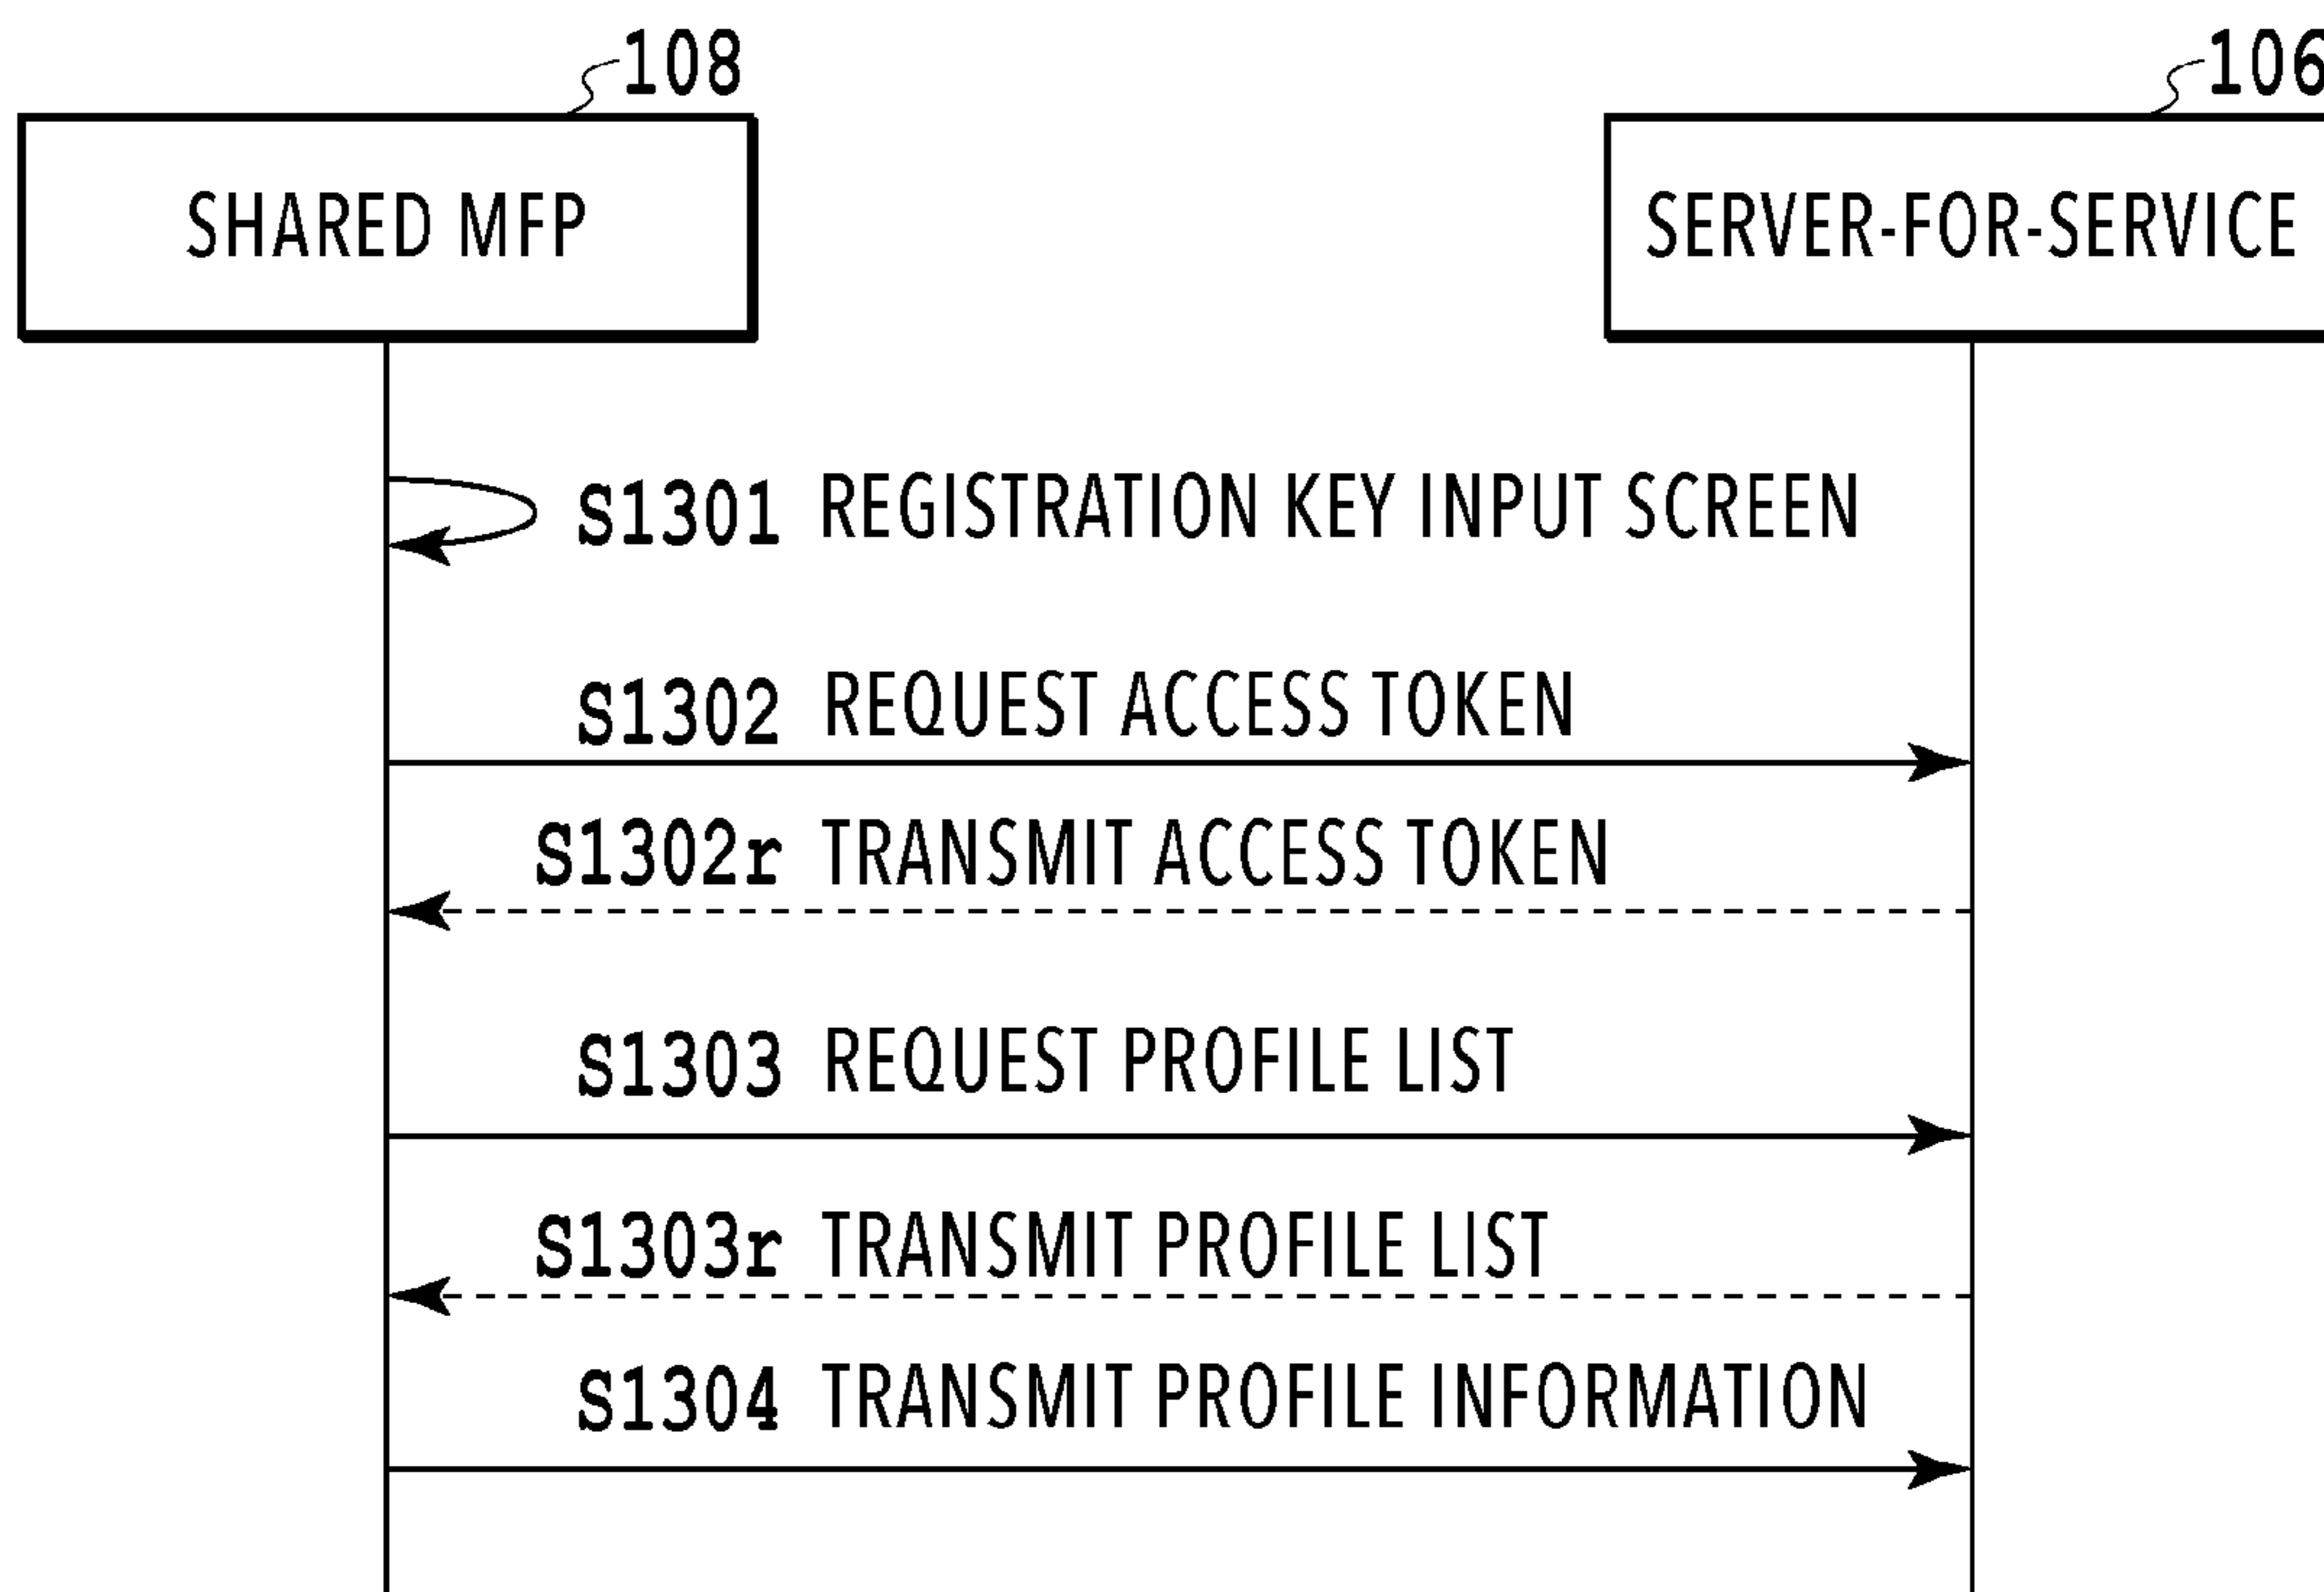 108
106
SHARED MFP
SERVER-FOR-SERVICE
S1301 REGISTRATION KEY INPUT SCREEN
S1302 REQUEST ACCESS TOKEN
S1302r TRANSMIT ACCESS TOKEN
S1303 REQUEST PROFILE LIST
S1303r TRANSMIT PROFILE LIST
S1304 TRANSMIT PROFILE INFORMATION